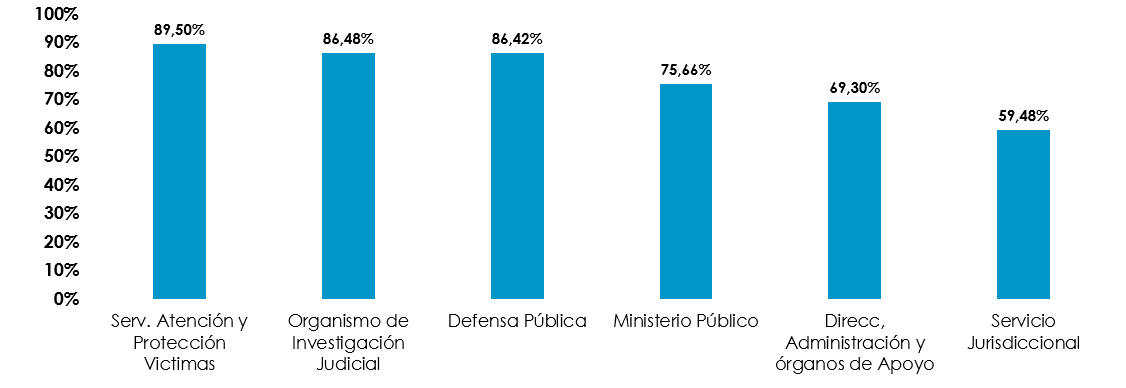 100%
90%
80%
70%
60%
50%
40%
30%
20%
10%
0%
89,50%
86,48%
86,42%
75,66%
69,30%
59,48%
Serv. Atención y
Protección
Victimas
Organismo de
Investigación
Judicial
Defensa Pública
Ministerio Público
Direcc,
Administración y
órganos de Apoyo
Servicio
Jurisdiccional